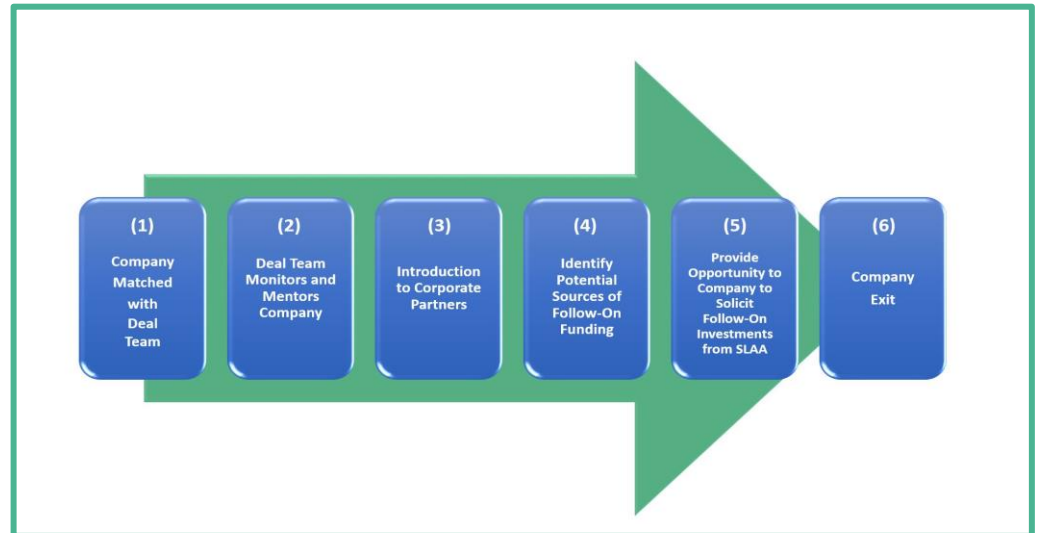 (1)
Company
Matched
with
Deal
Team
(2)
Deal Team
Monitors and
Mentors
Company
(3)
Introduction
to Corporate
Partners
(4)
Identify
Potential
Sources of
Follow-On
Funding
(5)
Provide
Opportunity to
Company to
Solicit
Follow-On
Investments
from SLAA
(6)
Company
Exit